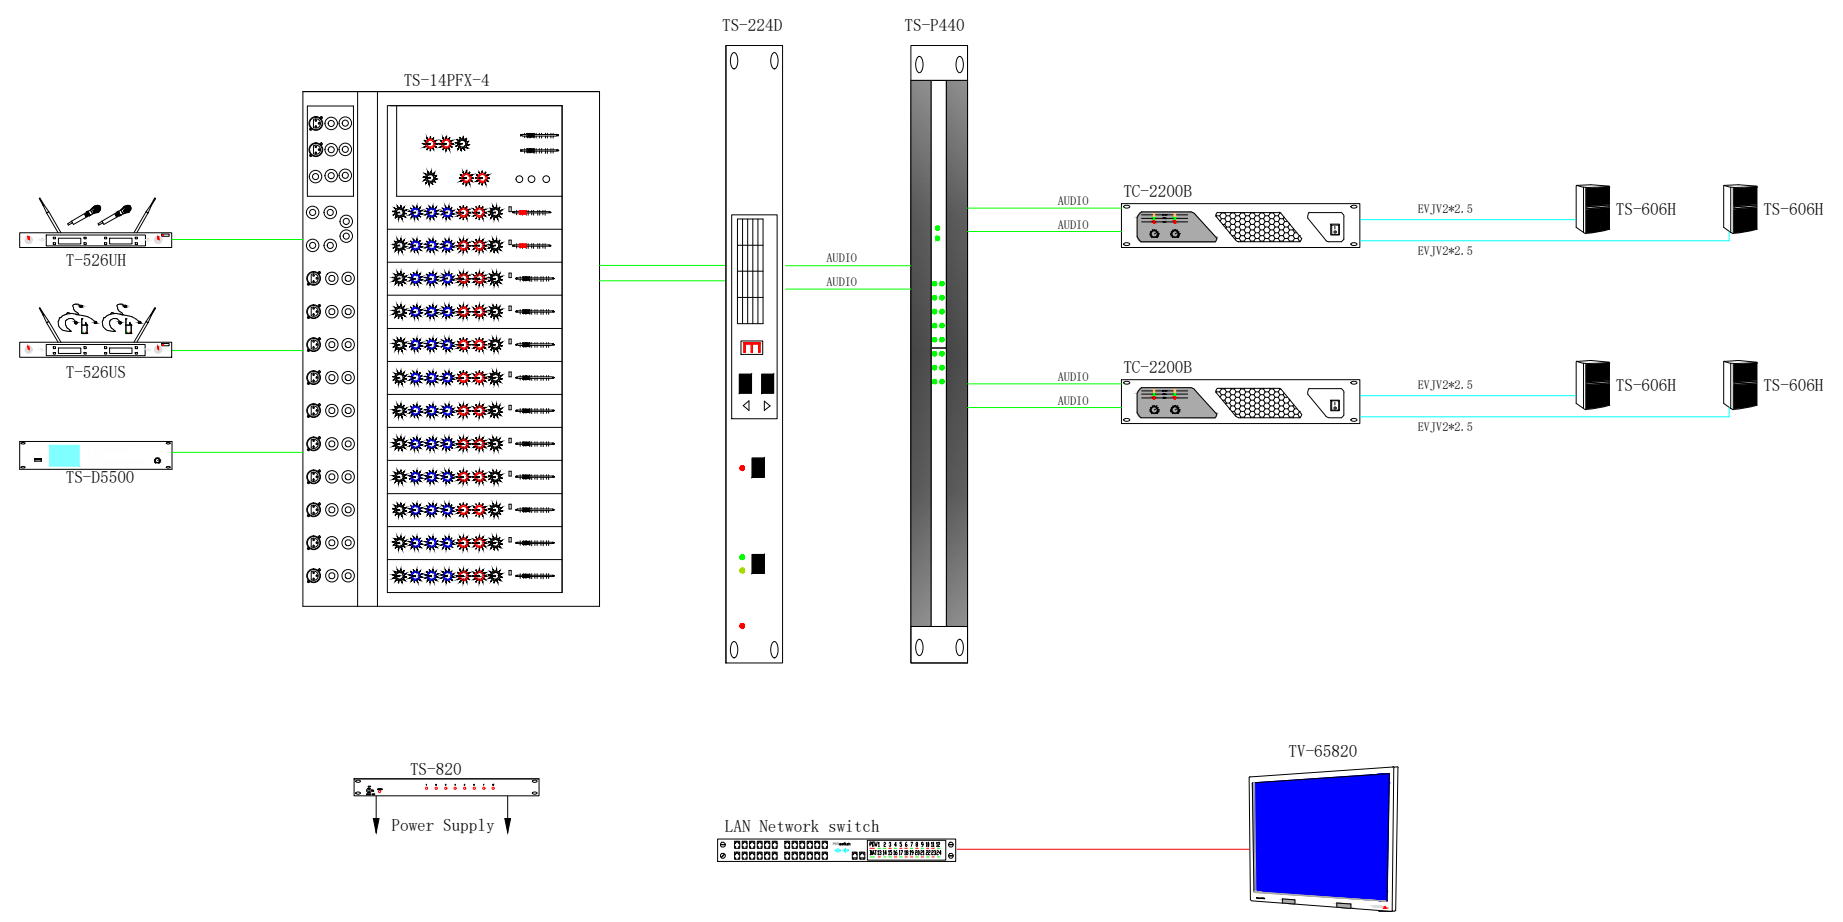 TS-224D
TS-P440
TS-14PFX-4
TC-2200B
AUDIO
AUDIO
EVJV2*2.5
EVJV2*2.5
TS-606H
TS-606H
T-526UH
AUDIO
AUDIO
T-526US
TC-2200B
AUDIO
AUDIO
EVJV2*2.5
EVJV2*2.5
TS-606H
TS-606H
TS-D5500
TV-65820
TS-820
Power Supply
LAN Network switch